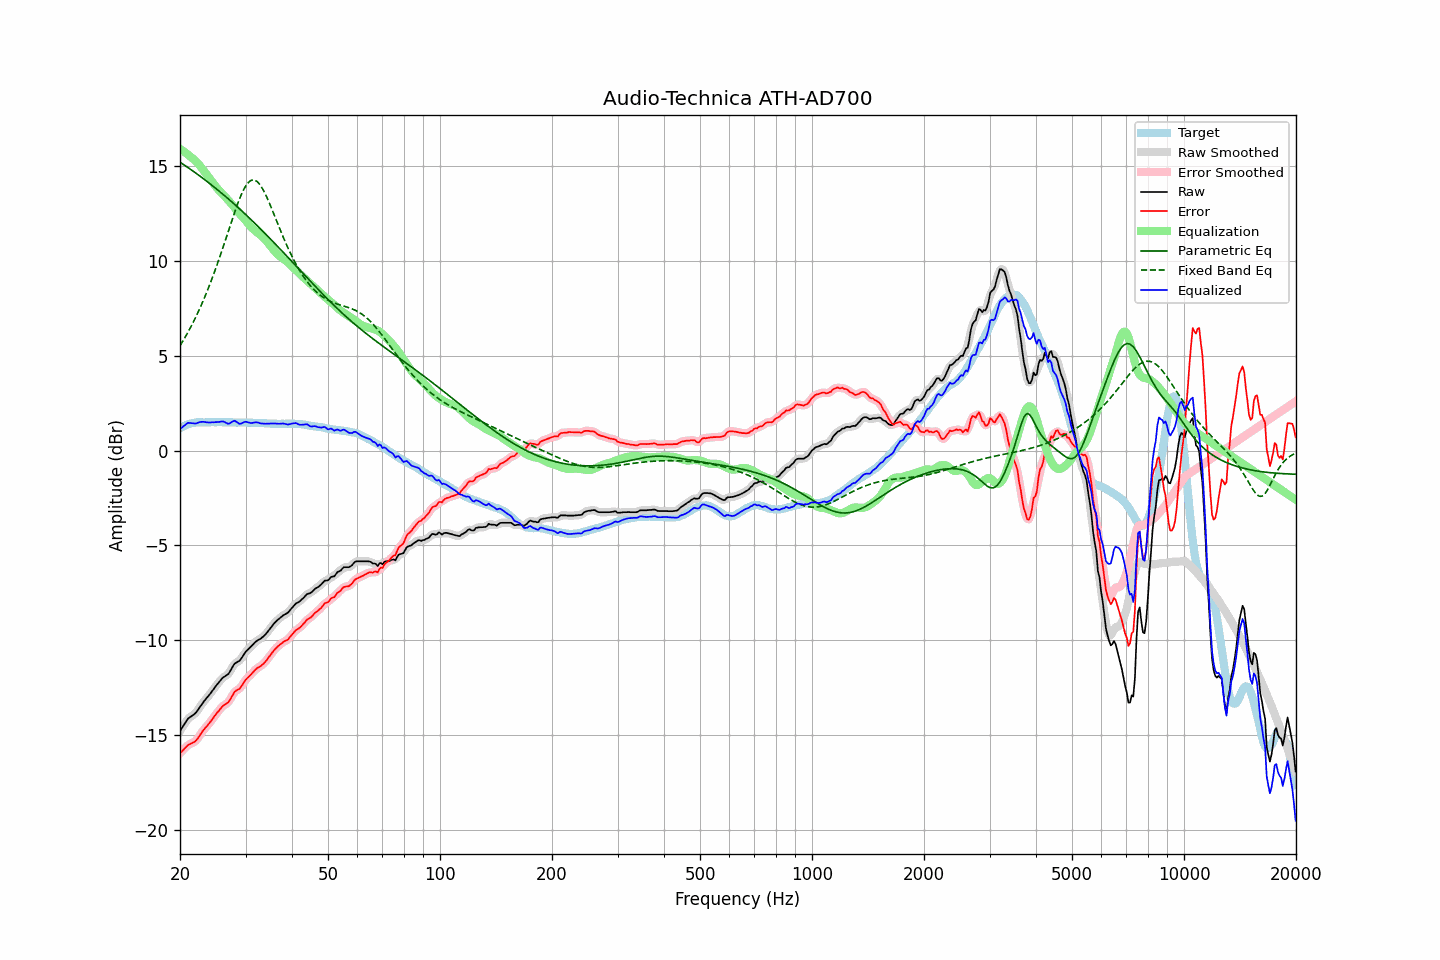 Audio-Technica ATH-AD700
Target
Raw Smoothed
Error Smoothed
Raw
Error
Equalization
Parametric Eq
Fixed Band Eq
Equalized
15
10
5
0
−5
−10
−15
−20
Amplitude (dBr)
20
50
100
200
500
1000
2000
5000
10000
20000
Frequency (Hz)